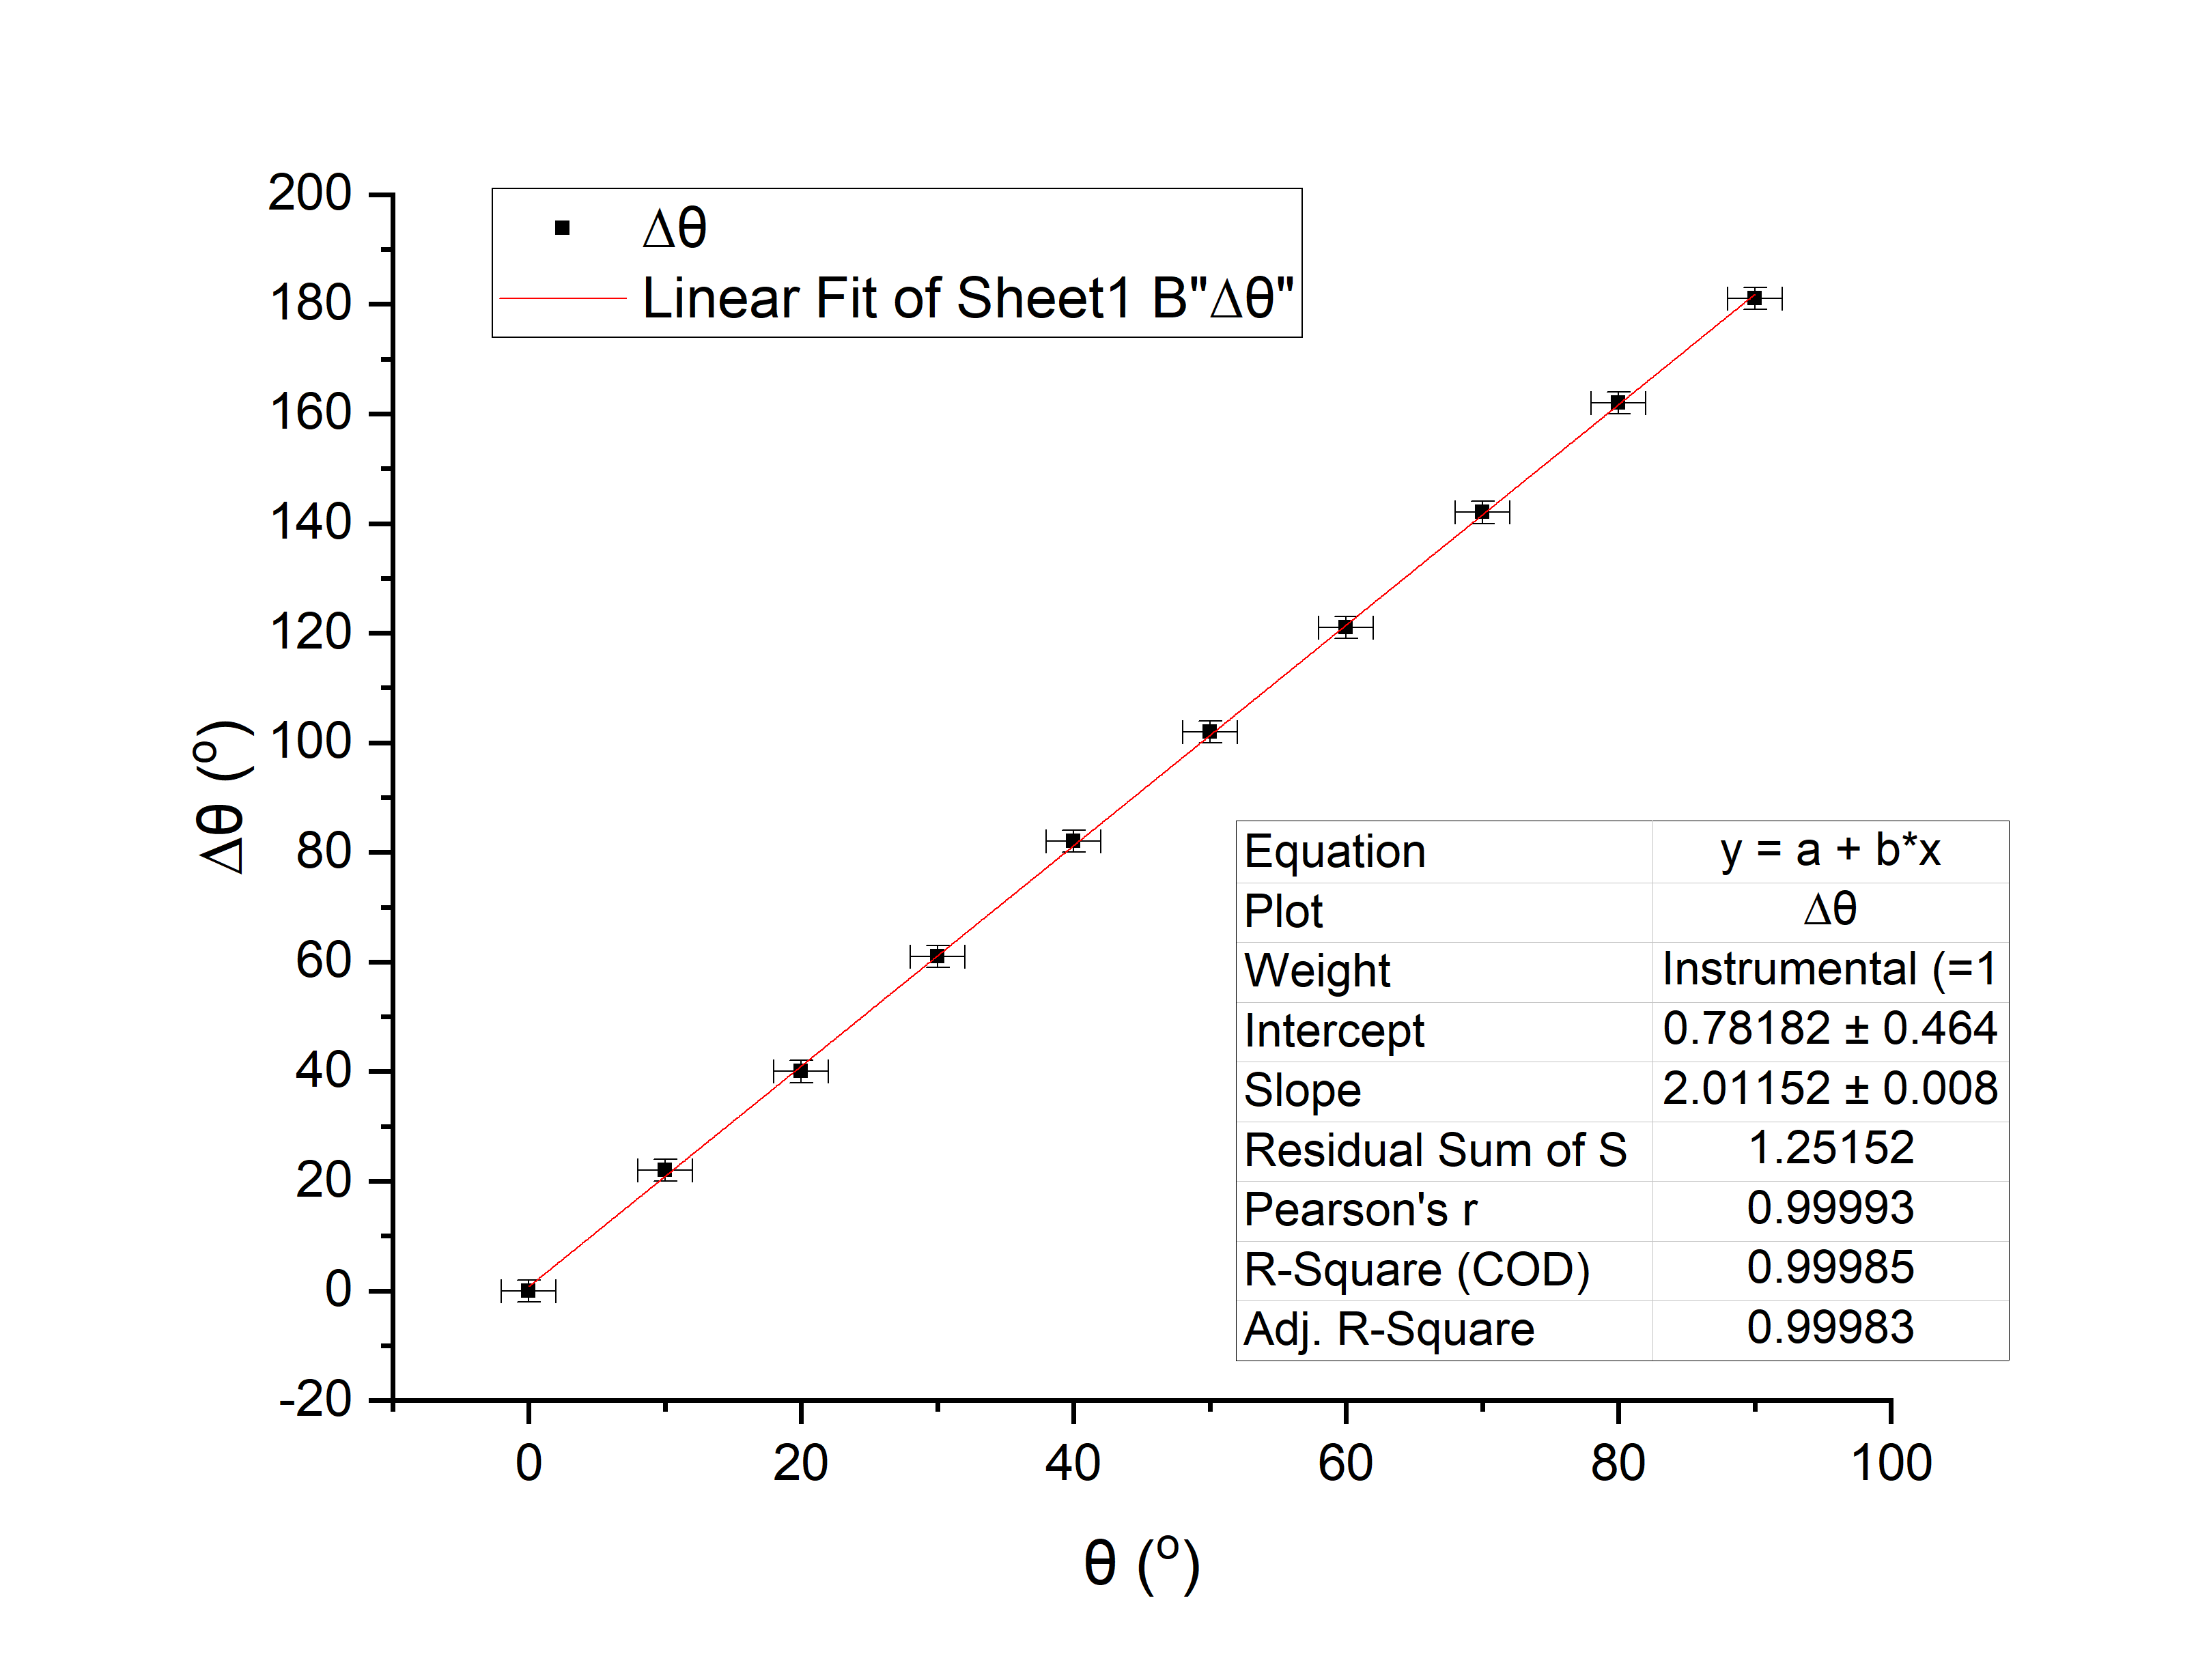 200
180
160
140
120
100
80
60
40
20
0
-20
Δθ (°)
Δθ
Linear Fit of Sheet1 B"Δθ"
Equation y = a + b*x
Plot Δθ
Weight Instrumental (=1
Intercept 0.78182 ± 0.464
Slope 2.01152 ± 0.008
Residual Sum of S 1.25152
Pearson's r 0.99993
R-Square (COD) 0.99985
Adj. R-Square 0.99983
0 20 40 60 80 100
θ (°)